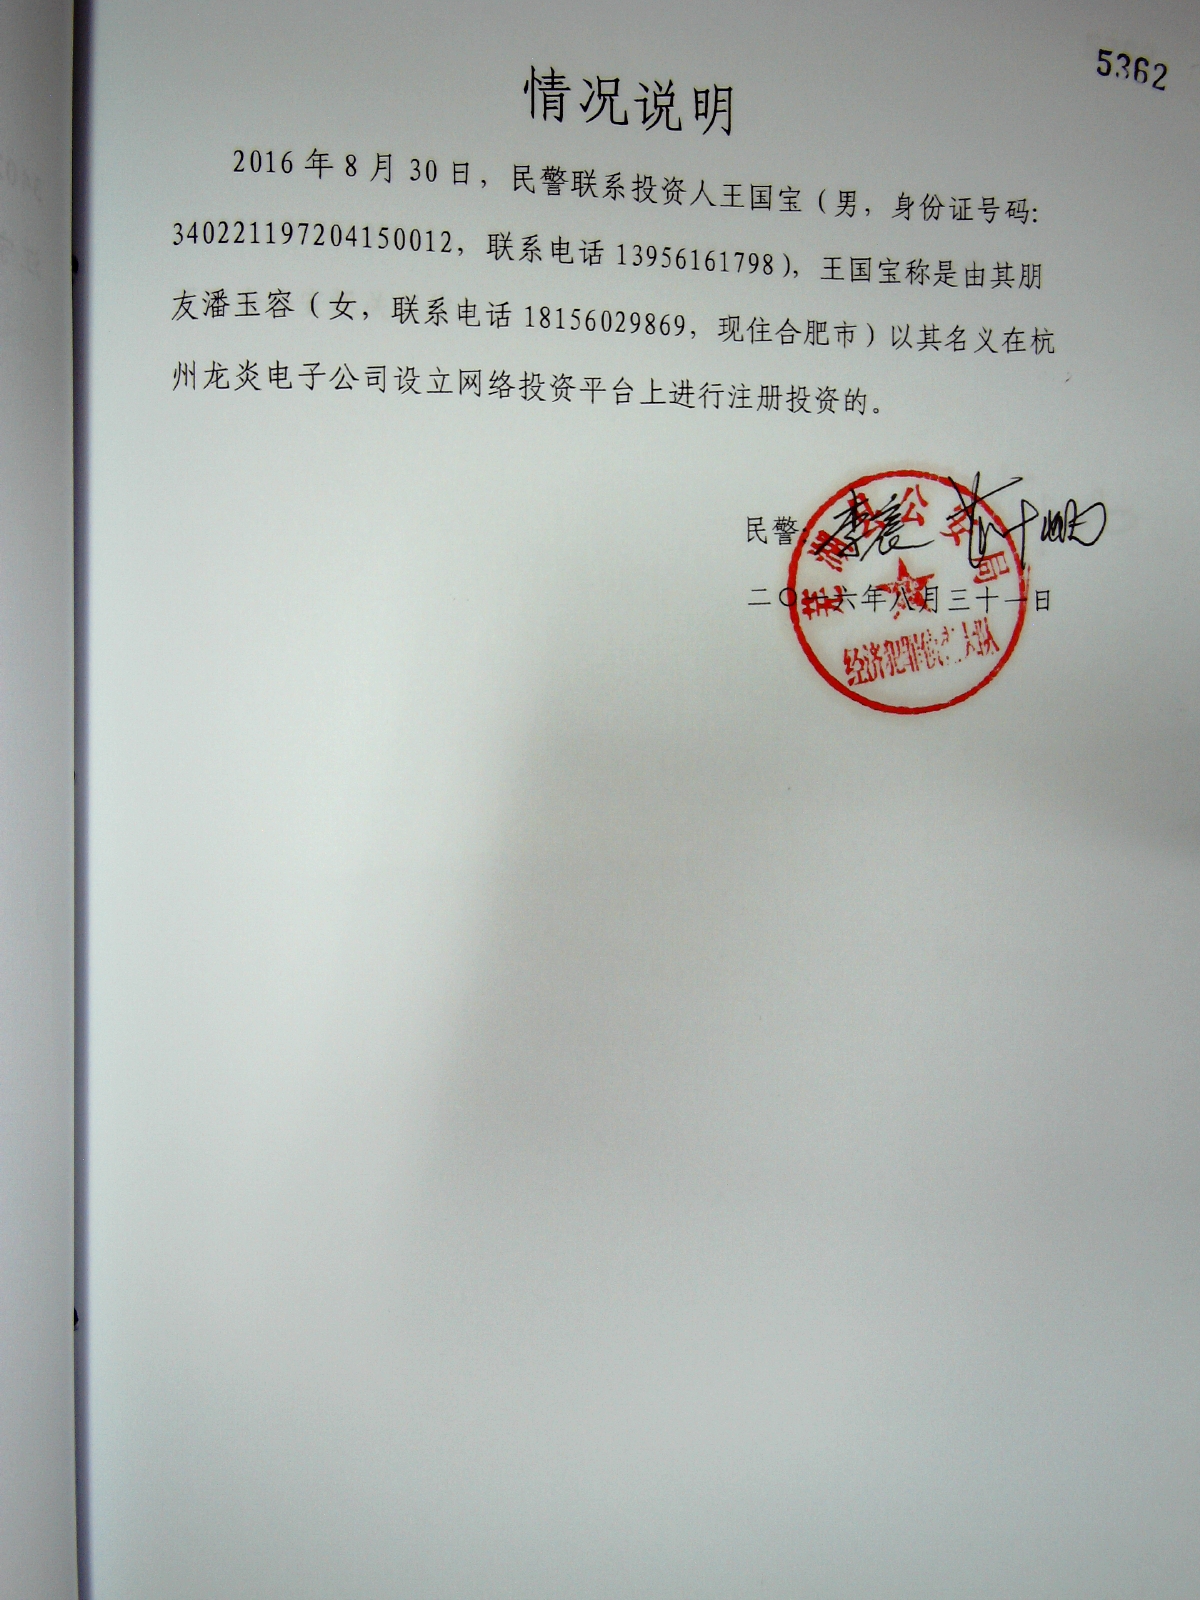 5362
情况说明
2016年8月30日，民警联系投资人王国宝（男，身份证号码：
340221197204150012，联系电话13956161798），王国宝称是由其朋
友潘玉容（女，联系电话18156029869，现住合肥市）以其名义在杭
州龙炎电子公司设立网络投资平台上进行注册投资的。
芜湖县公安局
民警：李震
二〇一六年八月三十一日
经济犯罪侦查大队